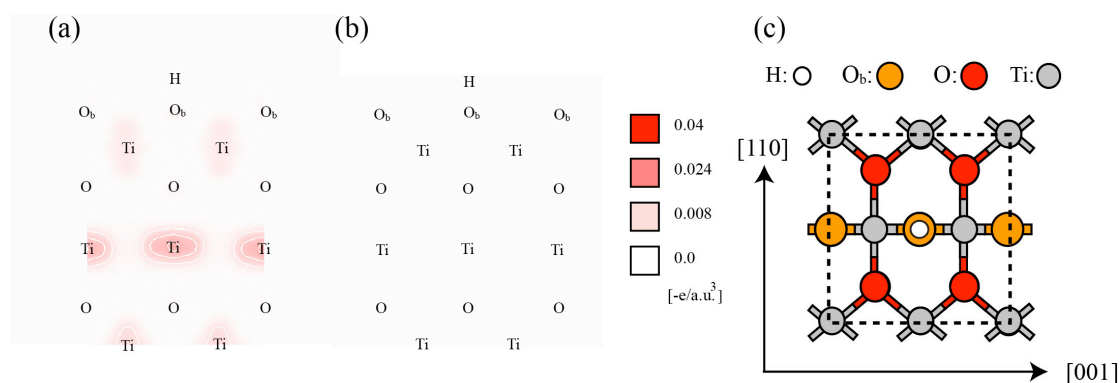 (a)
H
O_b O_b O_b
Ti Ti
O O O
Ti Ti Ti
O O O
Ti Ti
(b)
H
O_b O_b O_b
Ti Ti
O O O
Ti Ti Ti
O O O
Ti Ti
0.04
0.024
0.008
0.0
[-e/a.u.³]
(c)
H: O_b: O: Ti:
[110]
[001]